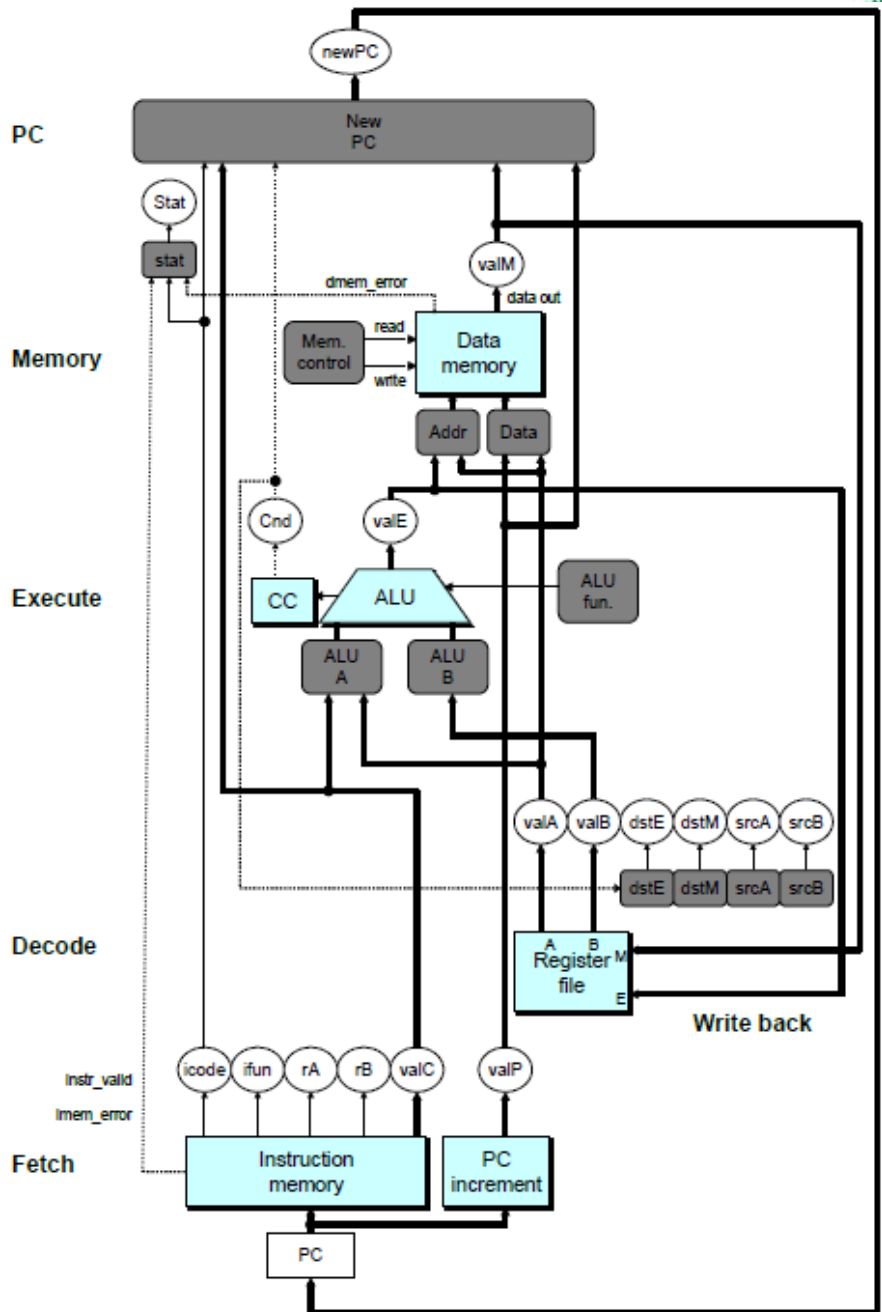 newPC
PC
New
PC
Stat
stat
valM
dmem_error
data out
Memory
Mem.
control
read
write
Data
memory
Addr
Data
Cnd
valE
Execute
CC
ALU
ALU
fun.
ALU
A
ALU
B
valA
valB
dstE
dstM
srcA
srcB
dstE
dstM
srcA
srcB
Decode
A
B
M
Register
file
E
Write back
icode
ifun
rA
rB
valC
valP
Instr_valid
Imem_error
Fetch
Instruction
memory
PC
increment
PC